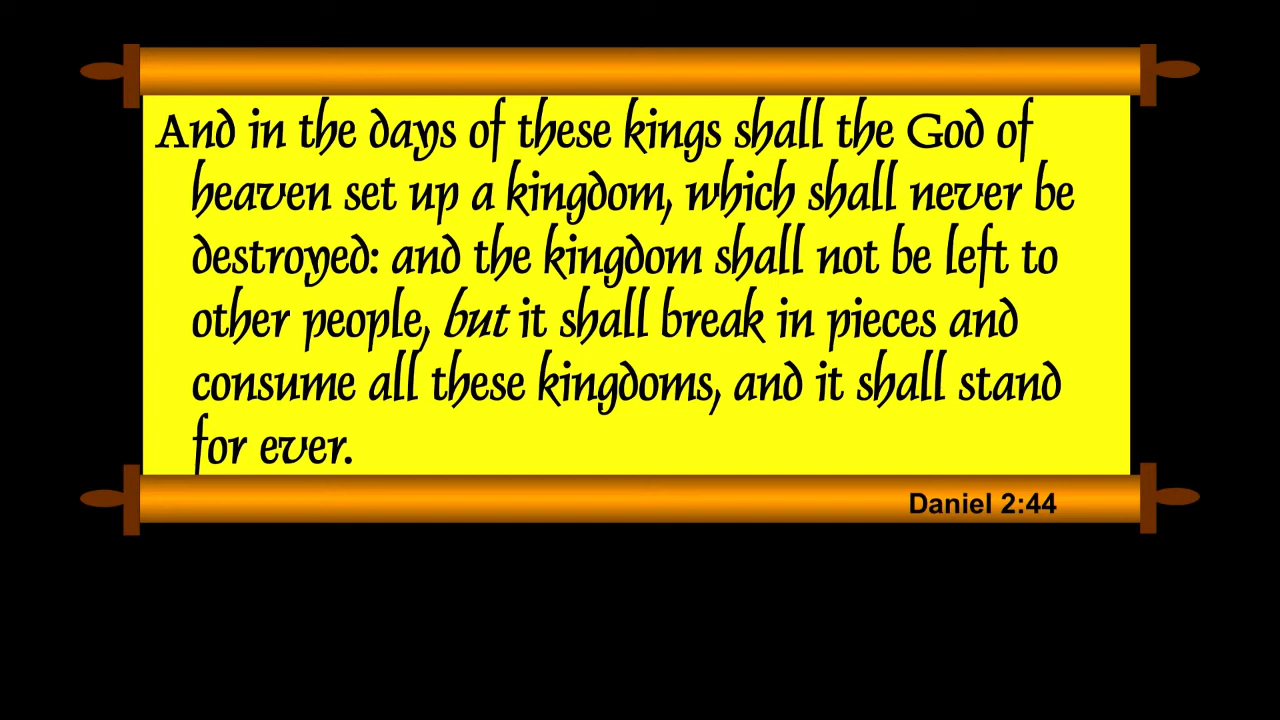 And in the days of these kings shall the God of
heaven set up a kingdom, which shall never be
destroyed: and the kingdom shall not be left to
other people, but it shall break in pieces and
consume all these kingdoms, and it shall stand
for ever.
Daniel 2:44